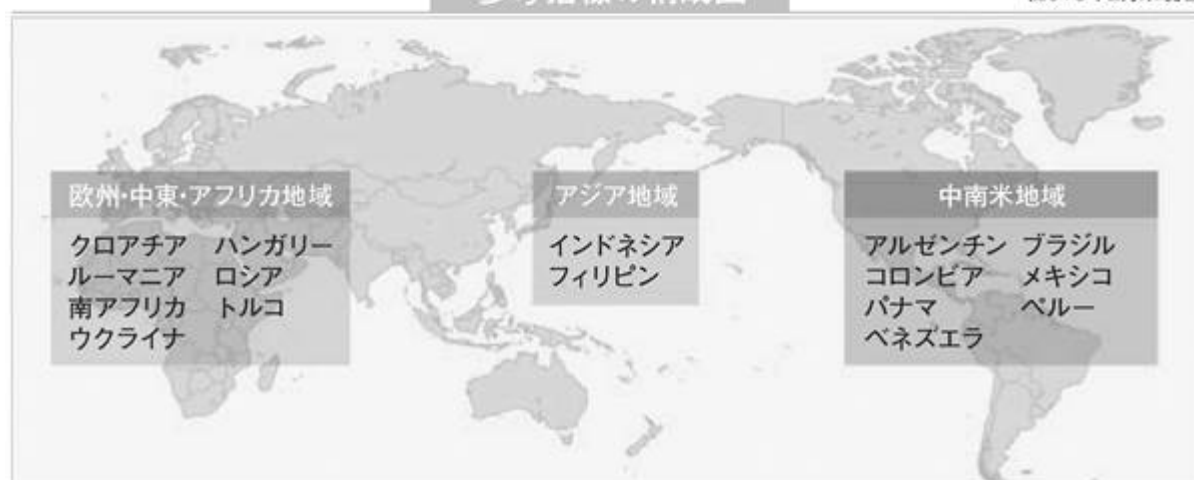 欧州・中東・アフリカ地域
クロアチア ハンガリー
ルーマニア ロシア
南アフリカ トルコ
ウクライナ
アジア地域
インドネシア
フィリピン
中南米地域
アルゼンチン ブラジル
コロンビア メキシコ
パナマ ペルー
ベネズエラ